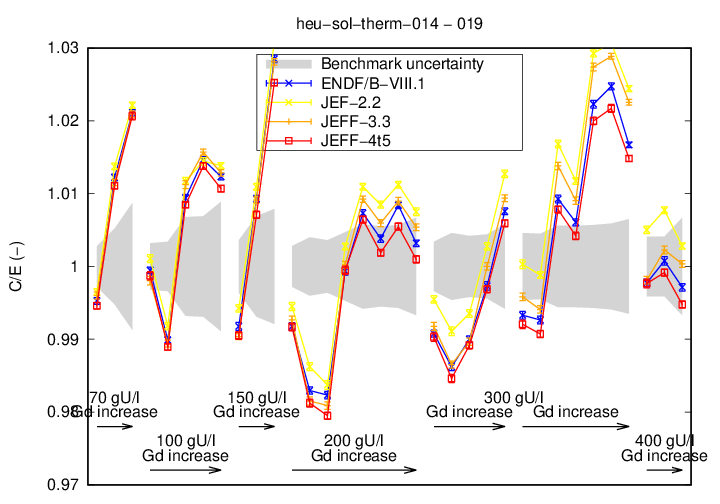 heu−sol−therm−014 − 019
1.03
Benchmark uncertainty
ENDF/B−VIII.1
JEF−2.2
JEFF−3.3
JEFF−4t5
1.02
1.01
1
0.99
0.98
0.97
C/E (−)
70 gU/l
Gd increase
100 gU/l
Gd increase
150 gU/l
Gd increase
200 gU/l
Gd increase
300 gU/l
Gd increase
Gd increase
400 gU/l
Gd increase